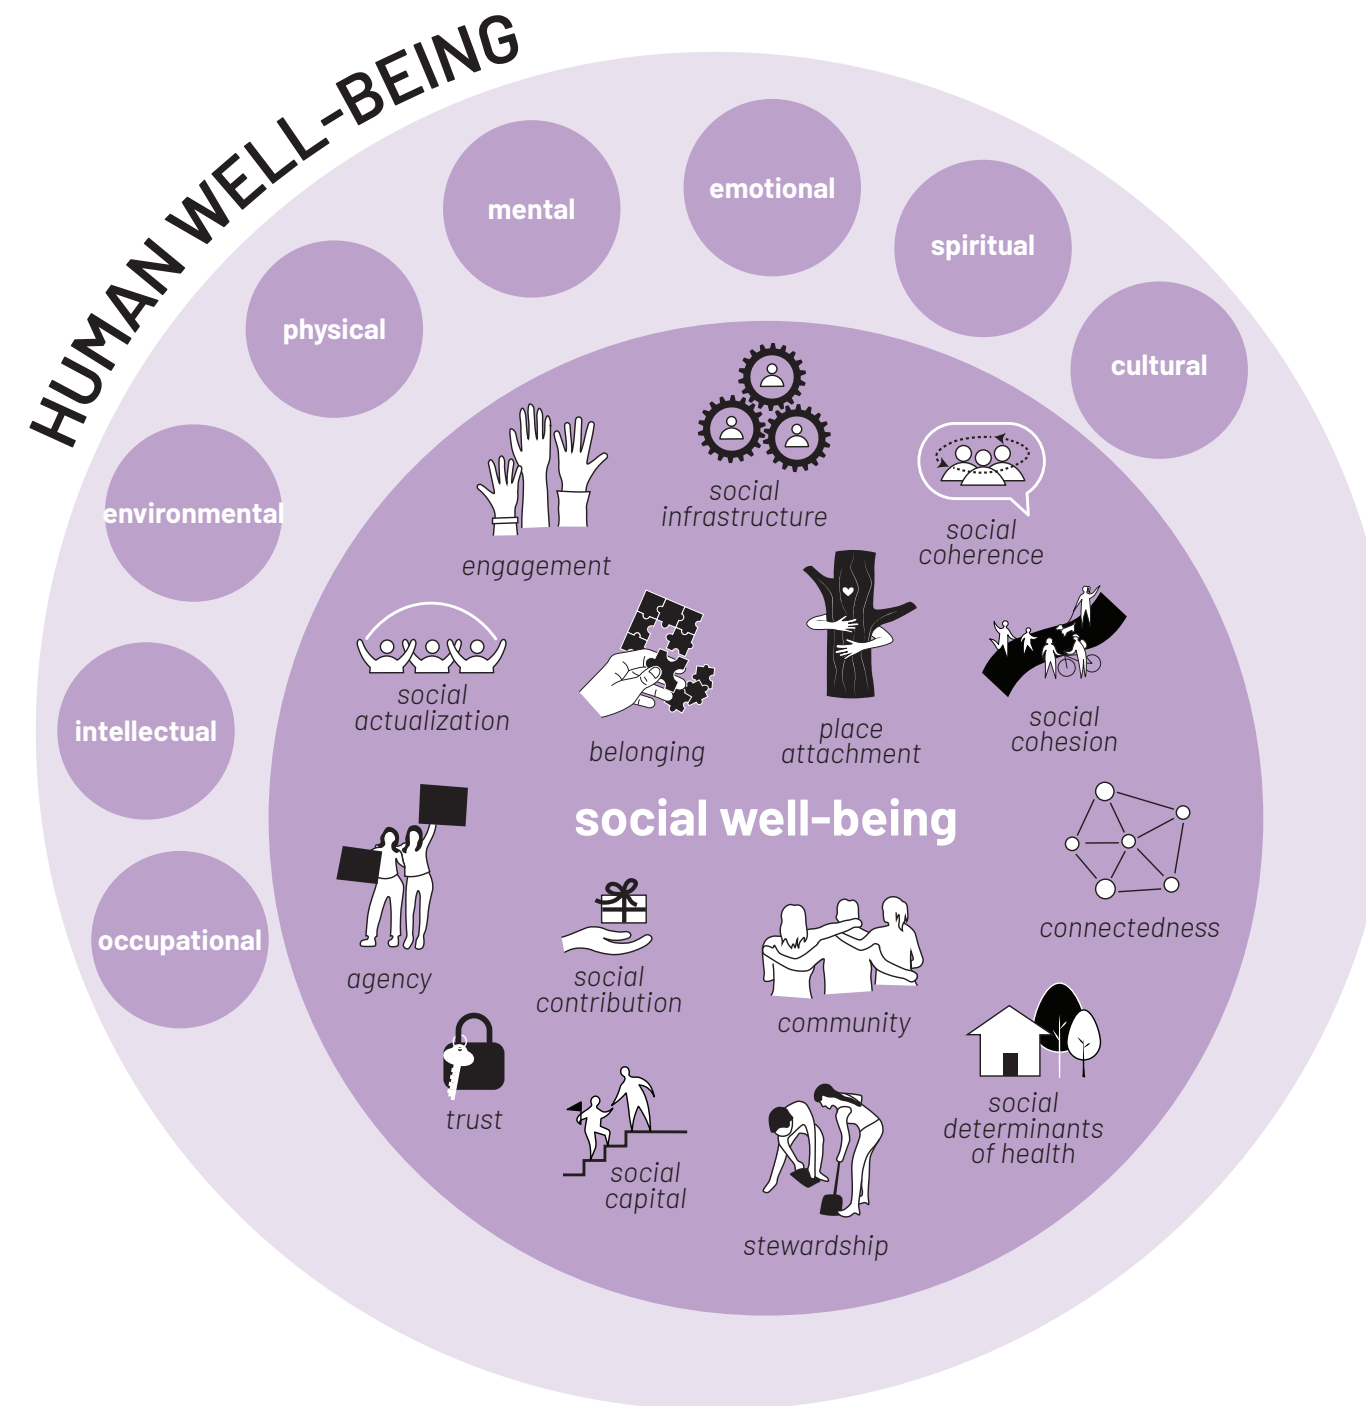 HUMAN WELL-BEING
emotional
mental
spiritual
physical
cultural
environmental
intellectual
occupational
social
infrastructure
social
coherence
engagement
social
actualization
belonging
place
attachment
social
cohesion
social well-being
connectedness
agency
social
contribution
community
trust
social
capital
social
determinants
of health
stewardship